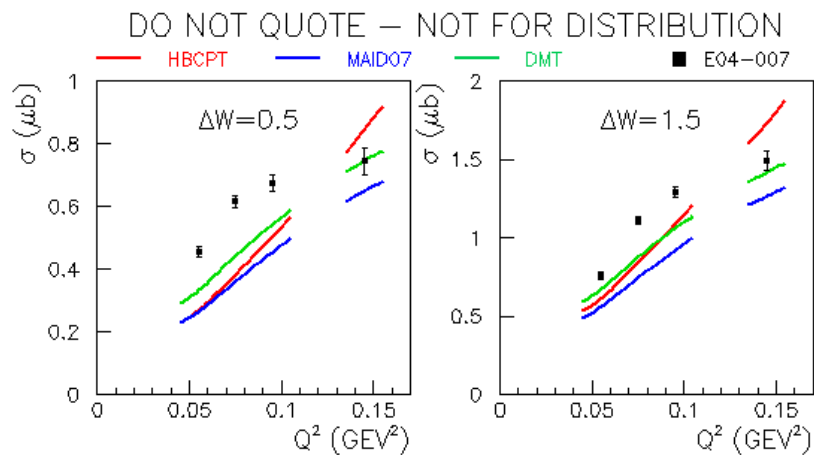 DO NOT QUOTE – NOT FOR DISTRIBUTION
HBCPT MAID07 DMT E04-007
σ (μb)
1
0.8
0.6
0.4
0.2
0
ΔW=0.5
0 0.05 0.1 0.15
Q² (GEV²)
σ (μb)
2
1.5
1
0.5
0
ΔW=1.5
0 0.05 0.1 0.15
Q² (GEV²)